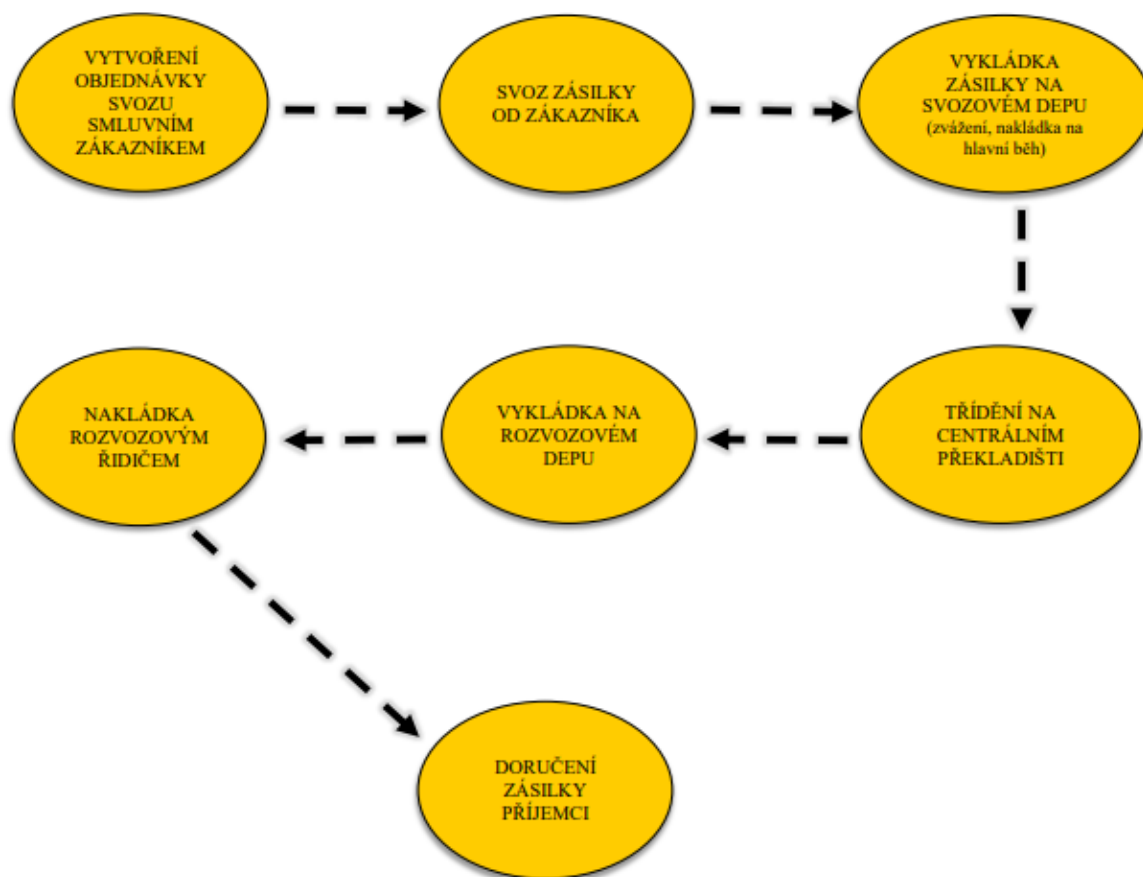 VYTVOŘENÍ
OBJEDNÁVKY
SVOZU
SMLUVNÍM
ZÁKAZNÍKEM
SVOZ ZÁSILKY
OD ZÁKAZNÍKA
VYKLÁDKA
ZÁSILKY NA
SVOZOVÉM DEPU
(zvážení, nakládka na
hlavní běh)
TŘÍDĚNÍ NA
CENTRÁLNÍM
PŘEKLADIŠTI
VYKLÁDKA NA
ROZVOZOVÉM
DEPU
NAKLÁDKA
ROZVOZOVÝM
ŘIDIČEM
DORUČENÍ
ZÁSILKY
PŘÍJEMCI